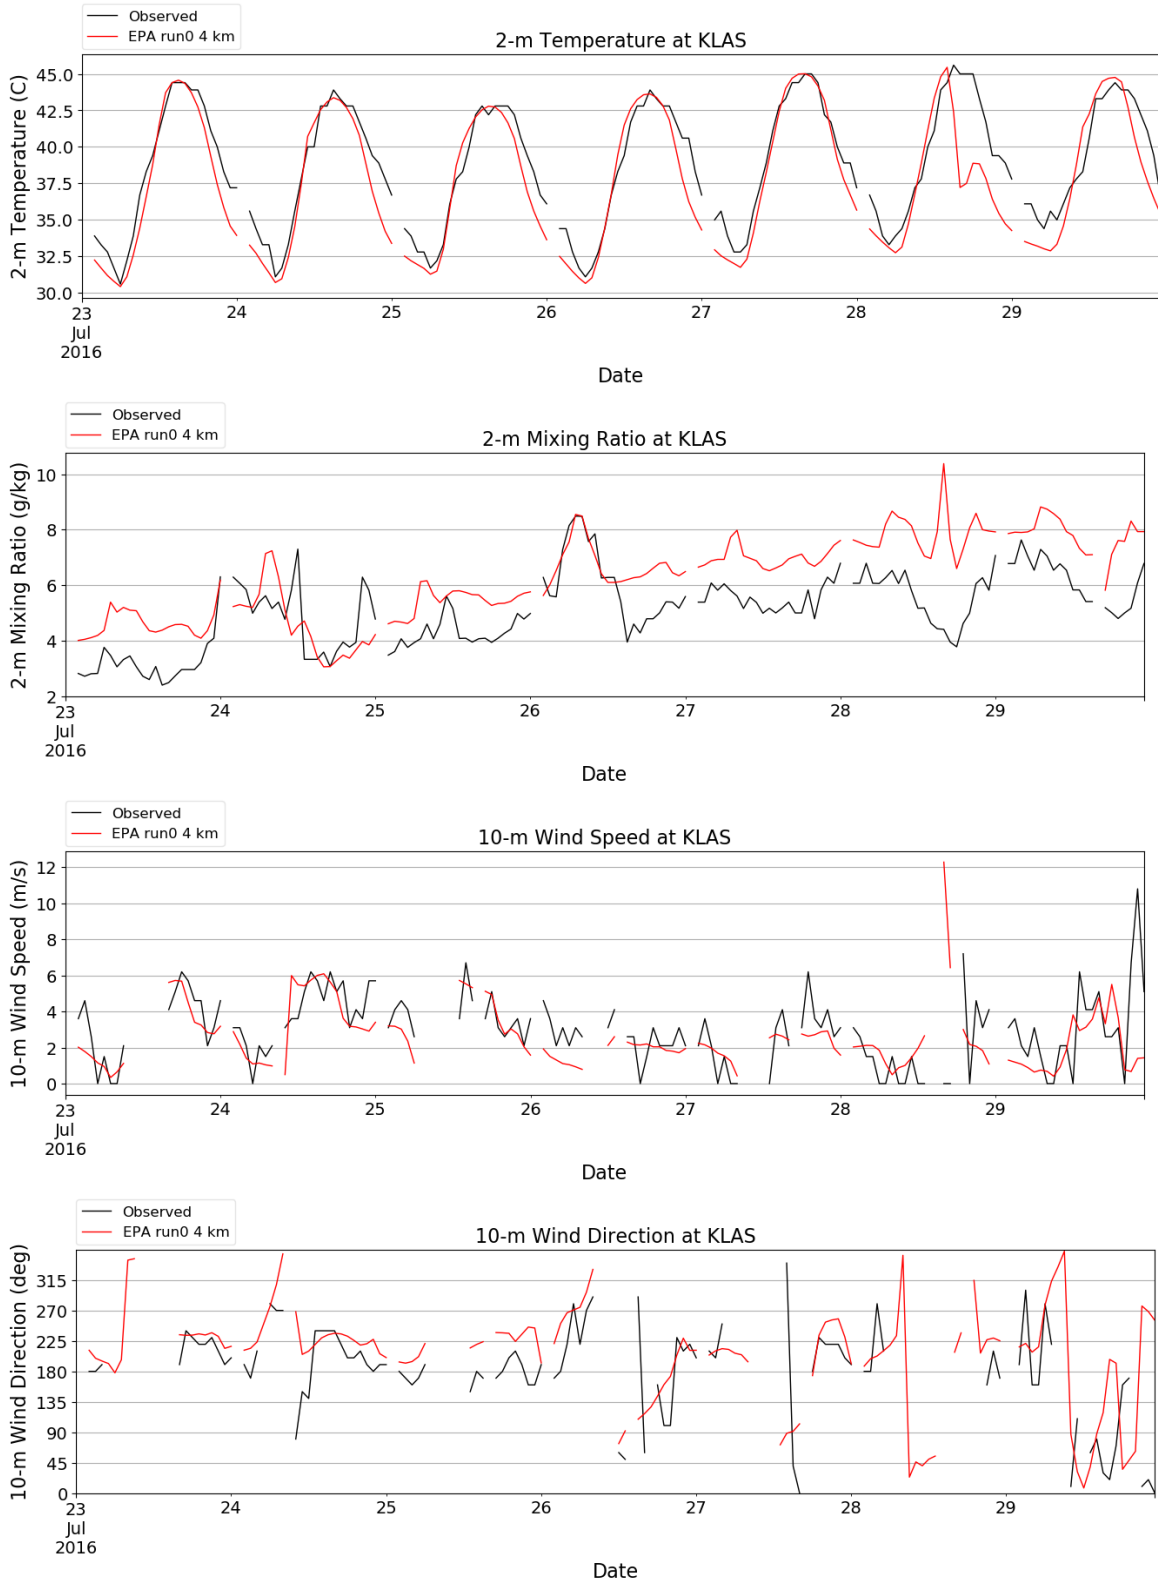 Observed
EPA run0 4 km
2-m Temperature at KLAS
2-m Temperature (C)
45.0
42.5
40.0
37.5
35.0
32.5
30.0
23
Jul
2016
24
25
26
27
28
29
Date
Observed
EPA run0 4 km
2-m Mixing Ratio at KLAS
2-m Mixing Ratio (g/kg)
10
8
6
4
2
23
Jul
2016
24
25
26
27
28
29
Date
Observed
EPA run0 4 km
10-m Wind Speed at KLAS
10-m Wind Speed (m/s)
12
10
8
6
4
2
0
23
Jul
2016
24
25
26
27
28
29
Date
Observed
EPA run0 4 km
10-m Wind Direction at KLAS
10-m Wind Direction (deg)
315
270
225
180
135
90
45
0
23
Jul
2016
24
25
26
27
28
29
Date